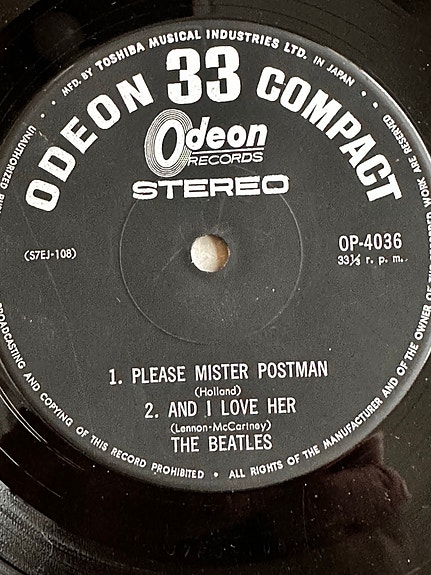 • MFD. BY TOSHIBA MUSICAL INDUSTRIES LTD. IN JAPAN •
ODEON 33 COMPACT
Odeon
RECORDS
STEREO
(S7EJ-108)
OP-4036
33⅓ r. p. m.
1. PLEASE MISTER POSTMAN
(Holland)
2. AND I LOVE HER
(Lennon-McCartney)
THE BEATLES
UNAUTHORIZED
BROADCASTING AND COPYING OF THIS RECORD PROHIBITED • ALL RIGHTS OF THE MANUFACTURER AND OF THE OWNER OF
WORK ARE RESERVED